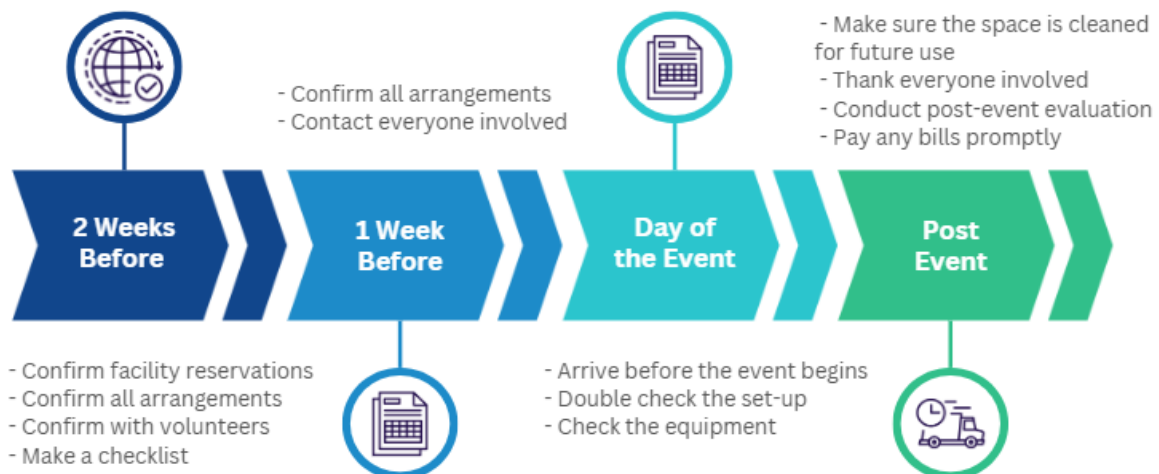 2 Weeks
Before
- Confirm facility reservations
- Confirm all arrangements
- Confirm with volunteers
- Make a checklist
1 Week
Before
- Confirm all arrangements
- Contact everyone involved
Day of
the Event
- Arrive before the event begins
- Double check the set-up
- Check the equipment
Post
Event
- Make sure the space is cleaned
for future use
- Thank everyone involved
- Conduct post-event evaluation
- Pay any bills promptly